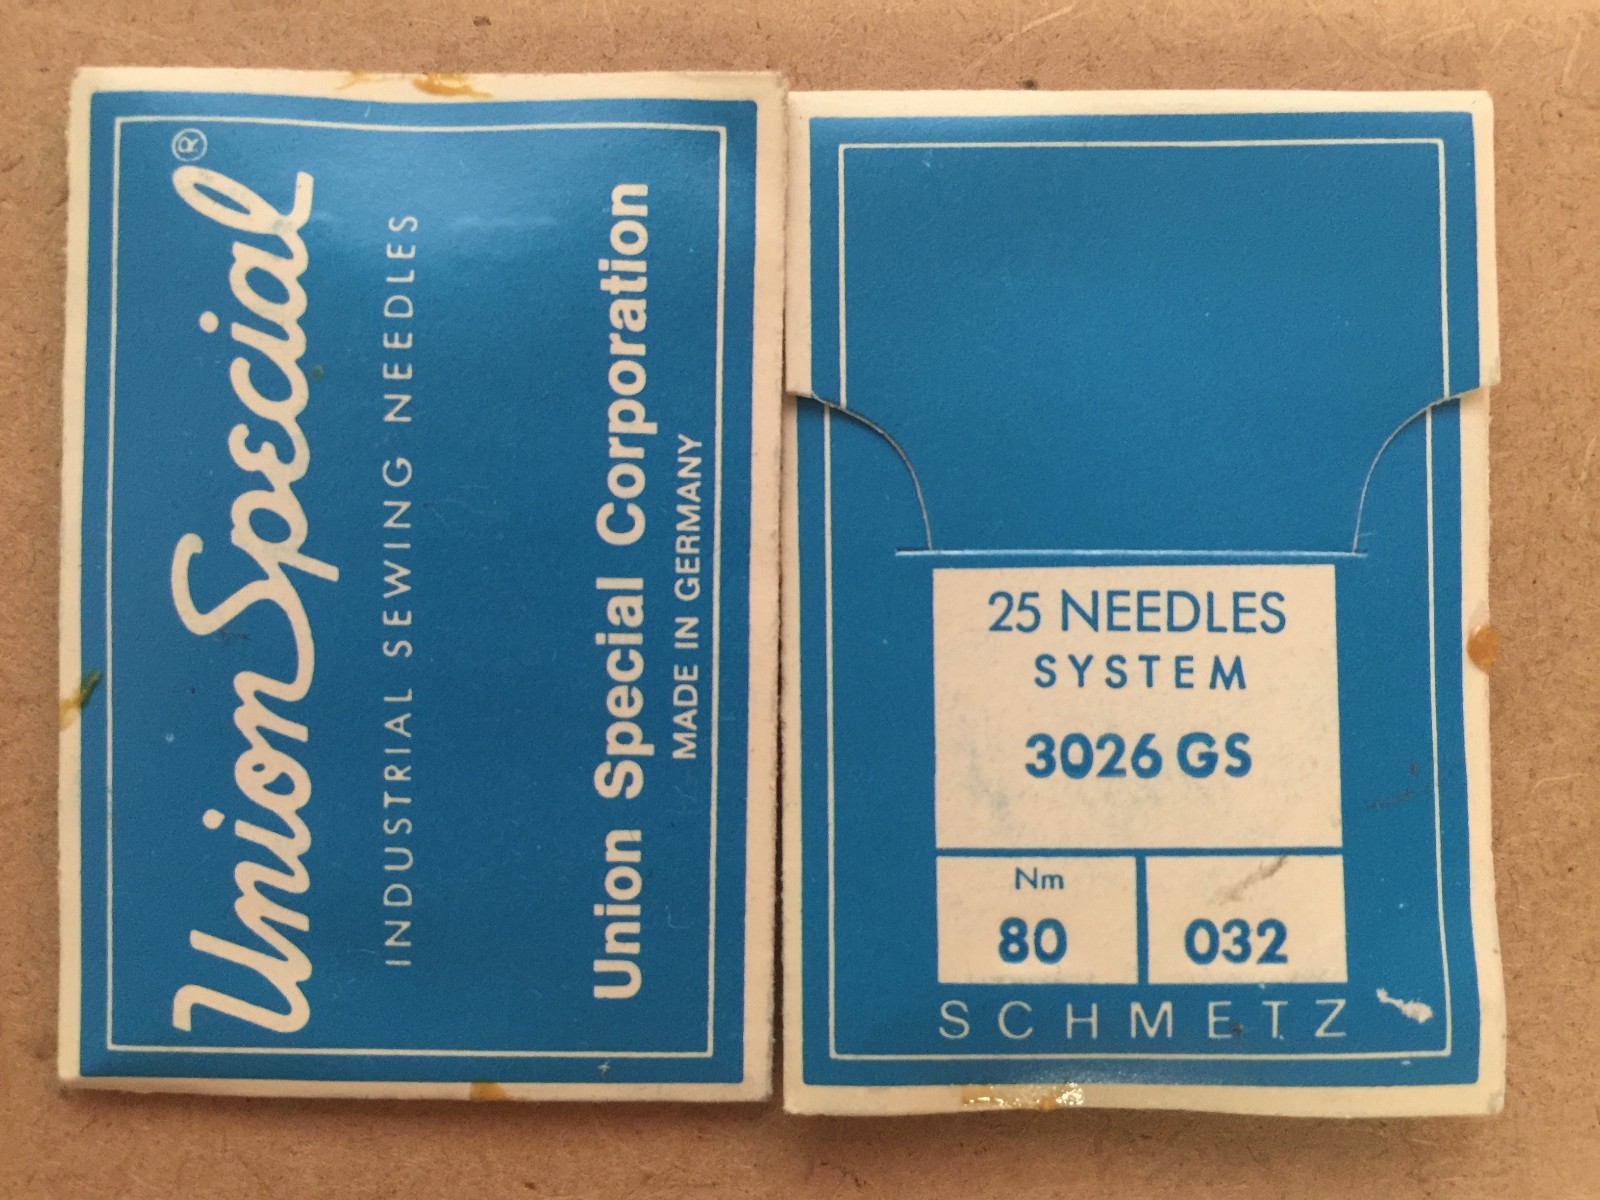 Union Special®
INDUSTRIAL SEWING NEEDLES
Union Special Corporation
MADE IN GERMANY
25 NEEDLES
SYSTEM
3026 GS
Nm
80
032
SCHMETZ